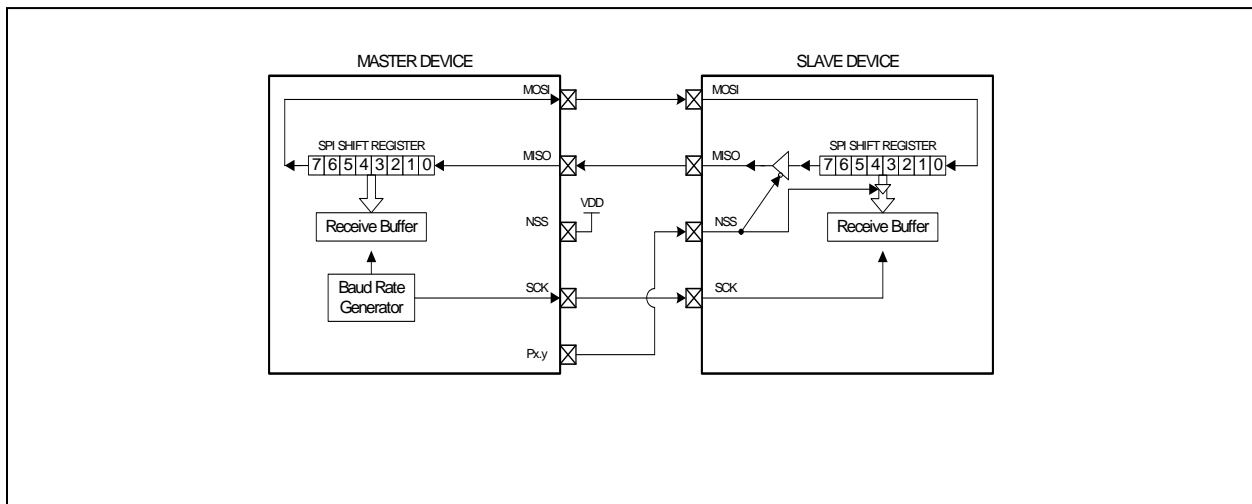 MASTER DEVICE
SLAVE DEVICE
MOSI
MOSI
SPI SHIFT REGISTER
MISO
MISO
SPI SHIFT REGISTER
7 6 5 4 3 2 1 0
7 6 5 4 3 2 1 0
VDD
NSS
NSS
Receive Buffer
Receive Buffer
Baud Rate
Generator
SCK
SCK
Px.y